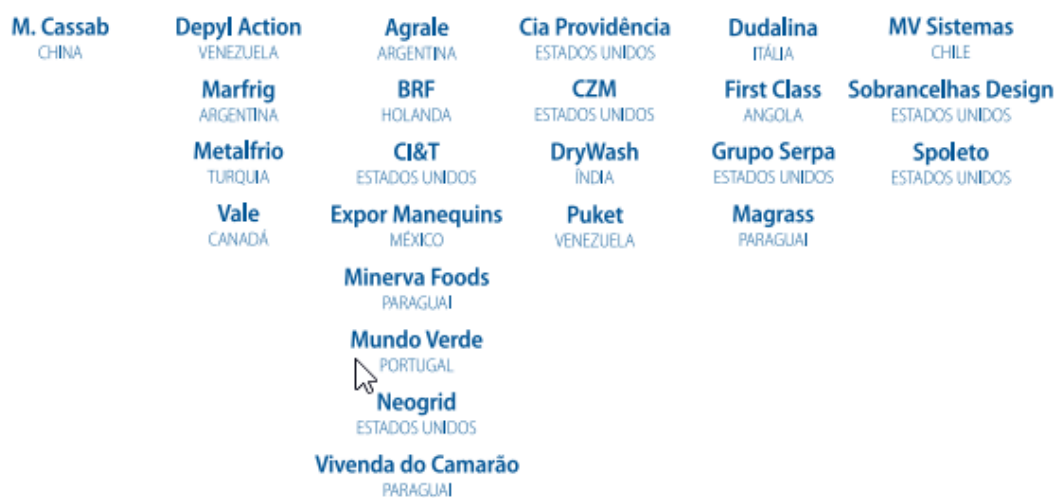 M. Cassab
CHINA
Depyl Action
VENEZUELA
Marfrig
ARGENTINA
Metalfrio
TURQUIA
Vale
CANADÁ
Agrale
ARGENTINA
BRF
HOLANDA
CI&T
ESTADOS UNIDOS
Expor Manequins
MÉXICO
Minerva Foods
PARAGUAI
Mundo Verde
PORTUGAL
Neogrid
ESTADOS UNIDOS
Vivenda do Camarão
PARAGUAI
Cia Providência
ESTADOS UNIDOS
CZM
ESTADOS UNIDOS
DryWash
ÍNDIA
Puket
VENEZUELA
Dudalina
ITÁLIA
First Class
ANGOLA
Grupo Serpa
ESTADOS UNIDOS
Magrass
PARAGUAI
MV Sistemas
CHILE
Sobrancelhas Design
ESTADOS UNIDOS
Spoleto
ESTADOS UNIDOS